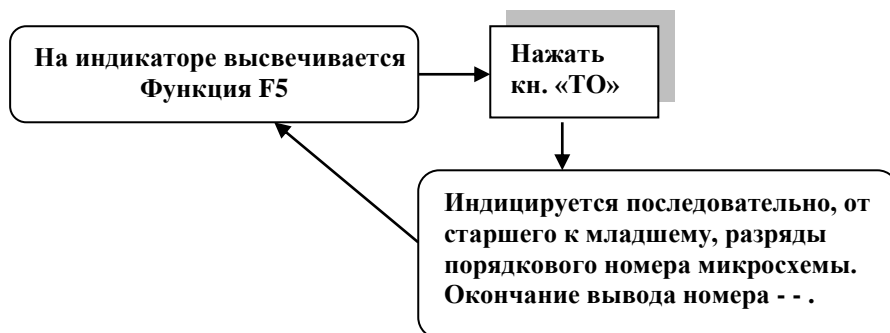 На индикаторе высвечивается
Функция F5
Нажать
кн. «ТО»
Индицируется последовательно, от
старшего к младшему, разряды
порядкового номера микросхемы.
Окончание вывода номера - - .